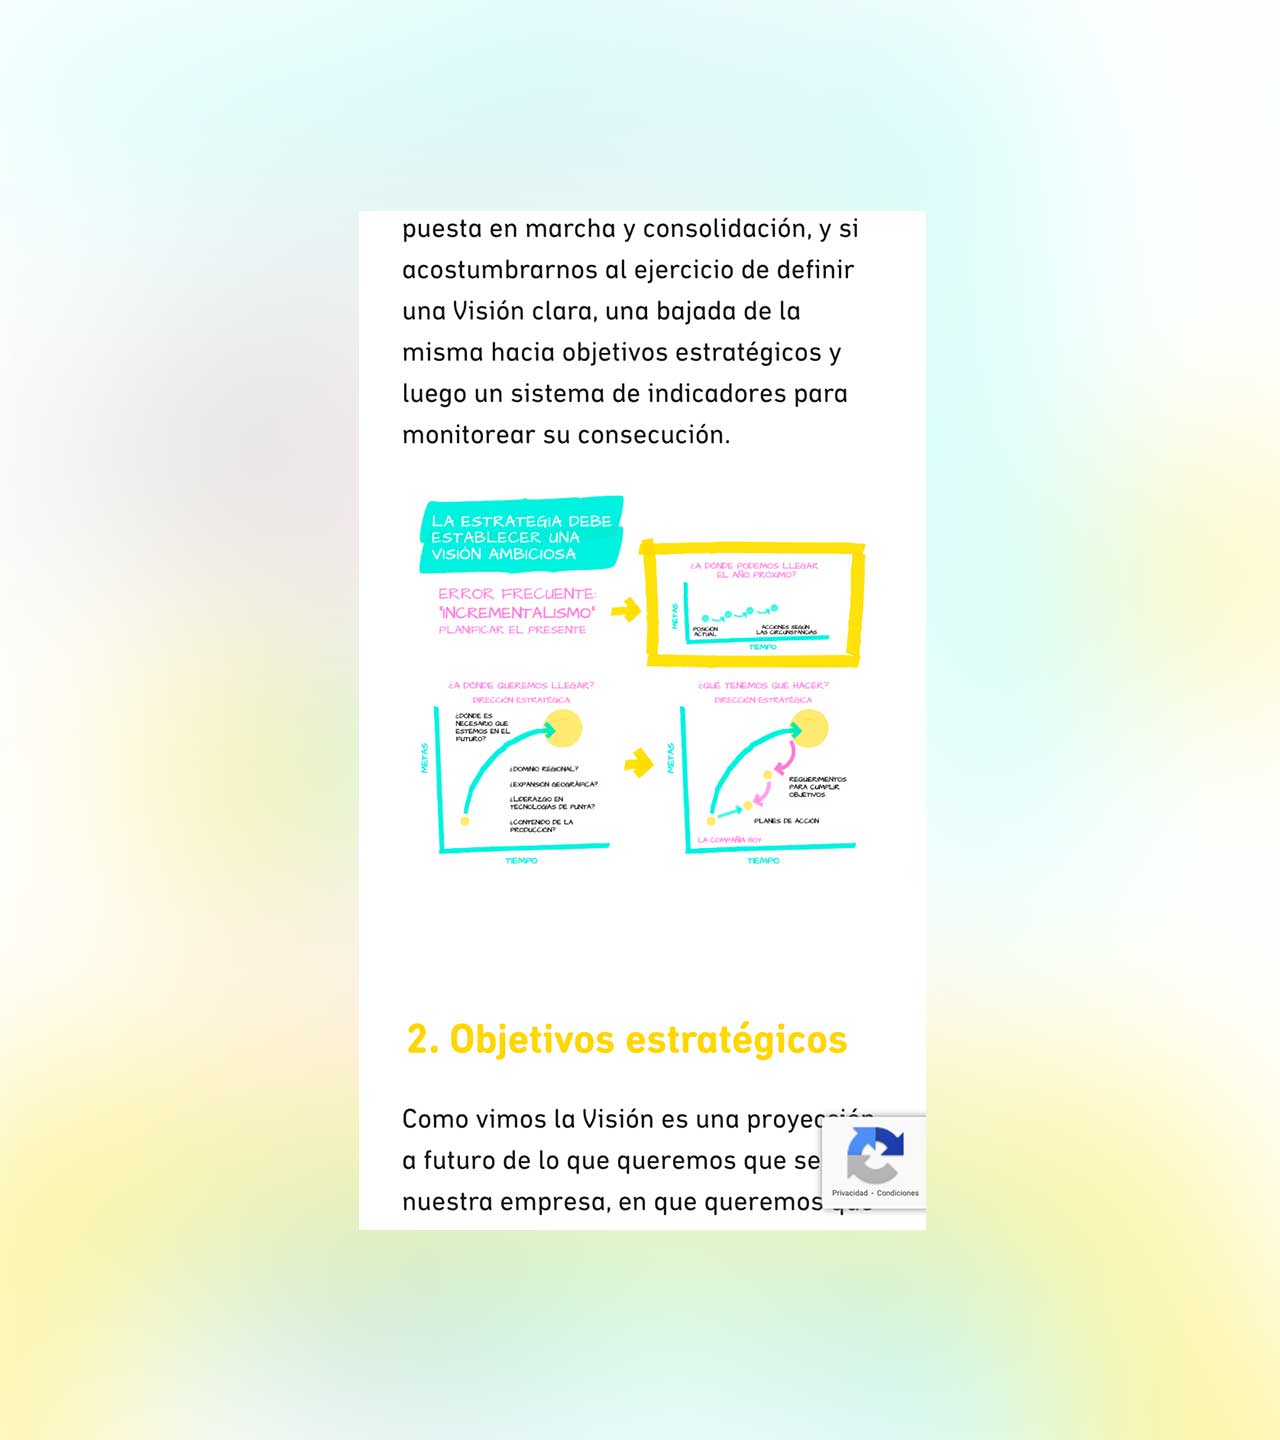 puesta en marcha y consolidación, y si
acostumbrarnos al ejercicio de definir
una Visión clara, una bajada de la
misma hacia objetivos estratégicos y
luego un sistema de indicadores para
monitorear su consecución.
LA ESTRATEGIA DEBE
ESTABLECER UNA
VISIÓN AMBICIOSA
ERROR FRECUENTE:
"INCREMENTALISMO"
PLANIFICAR EL PRESENTE
¿A DÓNDE PODEMOS LLEGAR
EL AÑO PRÓXIMO?
METAS
POSICIÓN
ACTUAL
ACCIONES SEGÚN
LAS CIRCUNSTANCIAS
TIEMPO
¿A DÓNDE QUEREMOS LLEGAR?
DIRECCIÓN ESTRATÉGICA
¿DÓNDE ES
NECESARIO QUE
ESTEMOS EN EL
FUTURO?
METAS
¿DOMINIO REGIONAL?
¿EXPANSIÓN GEOGRÁFICA?
¿LIDERAZGO EN
TECNOLOGÍAS DE PUNTA?
¿CONTENIDO DE LA
PRODUCCIÓN?
TIEMPO
¿QUÉ TENEMOS QUE HACER?
DIRECCIÓN ESTRATÉGICA
METAS
REQUERIMIENTOS
PARA CUMPLIR
OBJETIVOS
PLANES DE ACCIÓN
LA COMPAÑÍA HOY
TIEMPO
2. Objetivos estratégicos
Como vimos la Visión es una proyección
a futuro de lo que queremos que se
nuestra empresa, en que queremos que
Privacidad - Condiciones